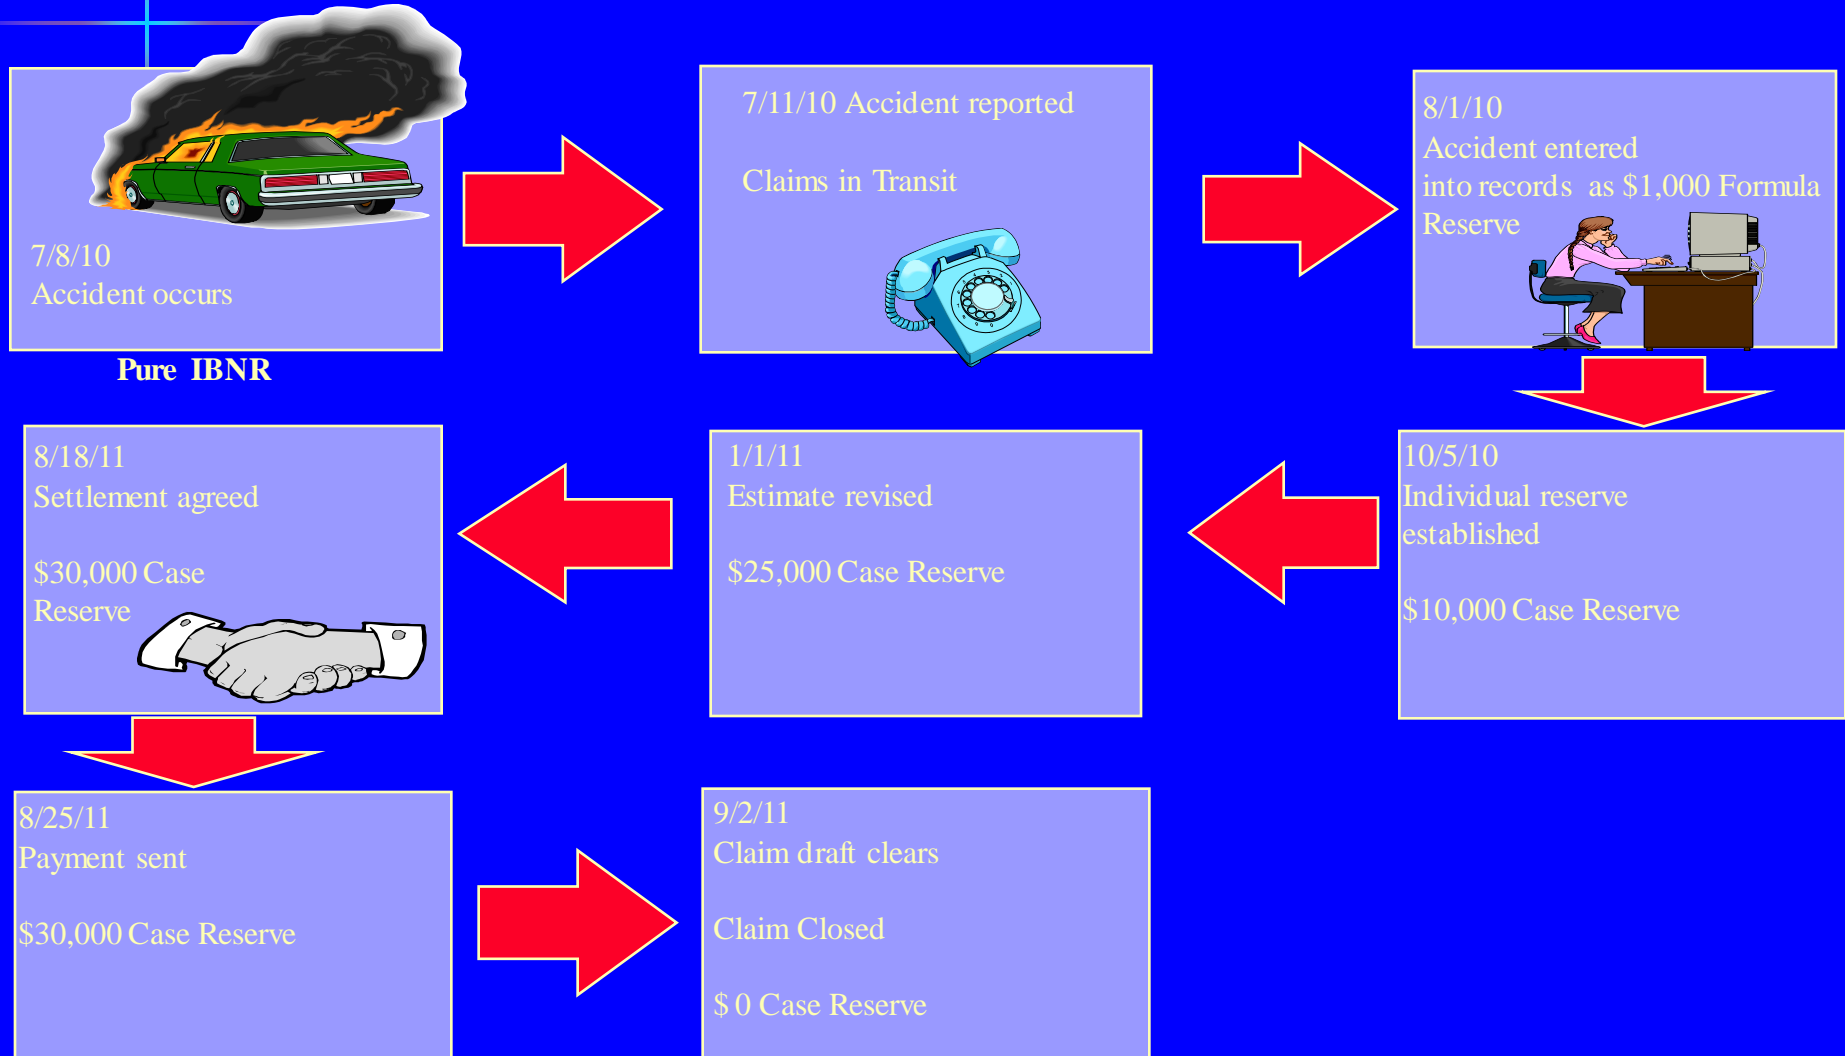 7/8/10
Accident occurs
Pure IBNR
7/11/10 Accident reported
Claims in Transit
8/1/10
Accident entered
into records as $1,000 Formula
Reserve
10/5/10
Individual reserve
established
$10,000 Case Reserve
1/1/11
Estimate revised
$25,000 Case Reserve
8/18/11
Settlement agreed
$30,000 Case
Reserve
8/25/11
Payment sent
$30,000 Case Reserve
9/2/11
Claim draft clears
Claim Closed
$ 0 Case Reserve